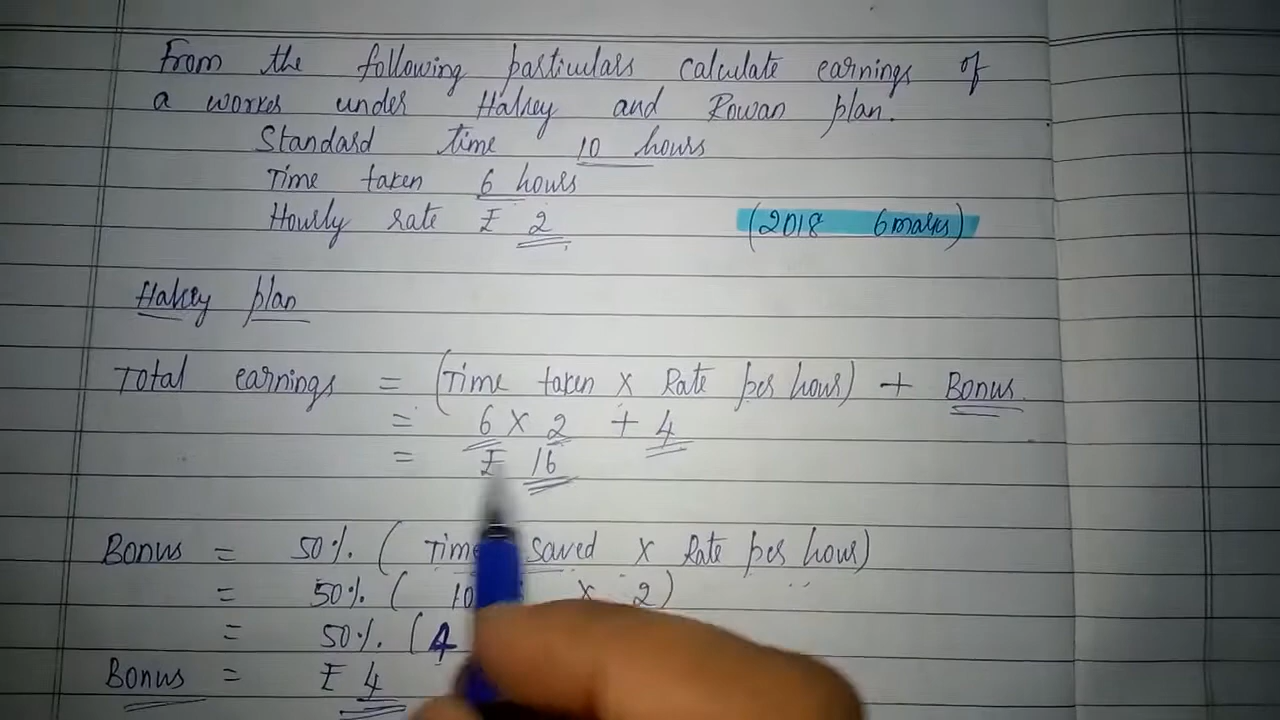 From the following particulars calculate earnings of
a worker under Halsey and Rowan plan.
Standard time 10 hours
Time taken 6 hours
Hourly rate ₹ 2 (2018 6marks)
Halsey plan
Total earnings = (Time taken X Rate per hour) + Bonus
= 6 X 2 + 4
= ₹ 16
Bonus = 50% ( Time saved X Rate per hour)
= 50% ( 10 X 2)
= 50% (4
Bonus = ₹ 4